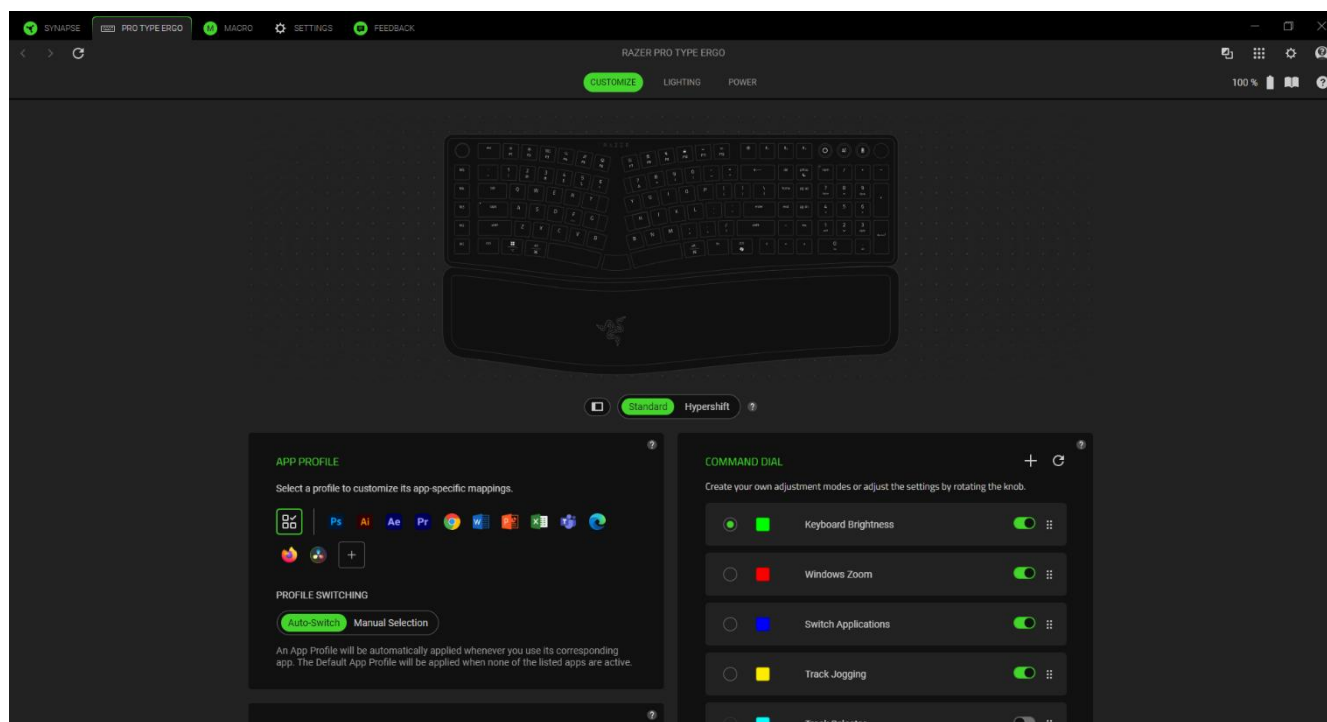 SYNAPSE PRO TYPE ERGO M MACRO SETTINGS FEEDBACK
RAZER PRO TYPE ERGO
CUSTOMIZE LIGHTING POWER 100 %
RAZER
Standard Hypershift ?
APP PROFILE
Select a profile to customize its app-specific mappings.
Ps Ai Ae Pr
PROFILE SWITCHING
Auto-Switch Manual Selection
An App Profile will be automatically applied whenever you use its corresponding
app. The Default App Profile will be applied when none of the listed apps are active.
COMMAND DIAL
Create your own adjustment modes or adjust the settings by rotating the knob.
Keyboard Brightness
Windows Zoom
Switch Applications
Track Jogging